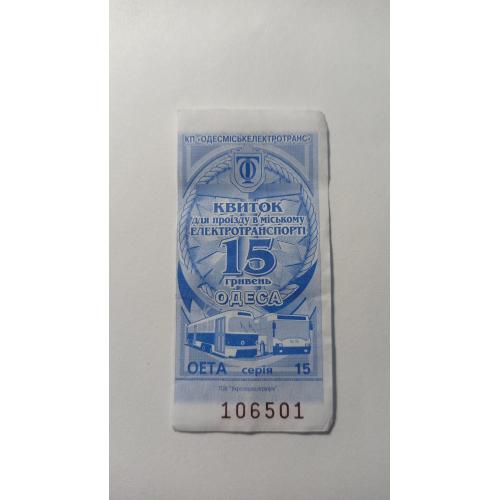 КП «ОДЕСМІСЬКЕЛЕКТРОТРАНС»
КВИТОК
для проїзду в міському
ЕЛЕКТРОТРАНСПОРТІ
15
гривень
ОДЕСА
ОЕТА серія 15
106501